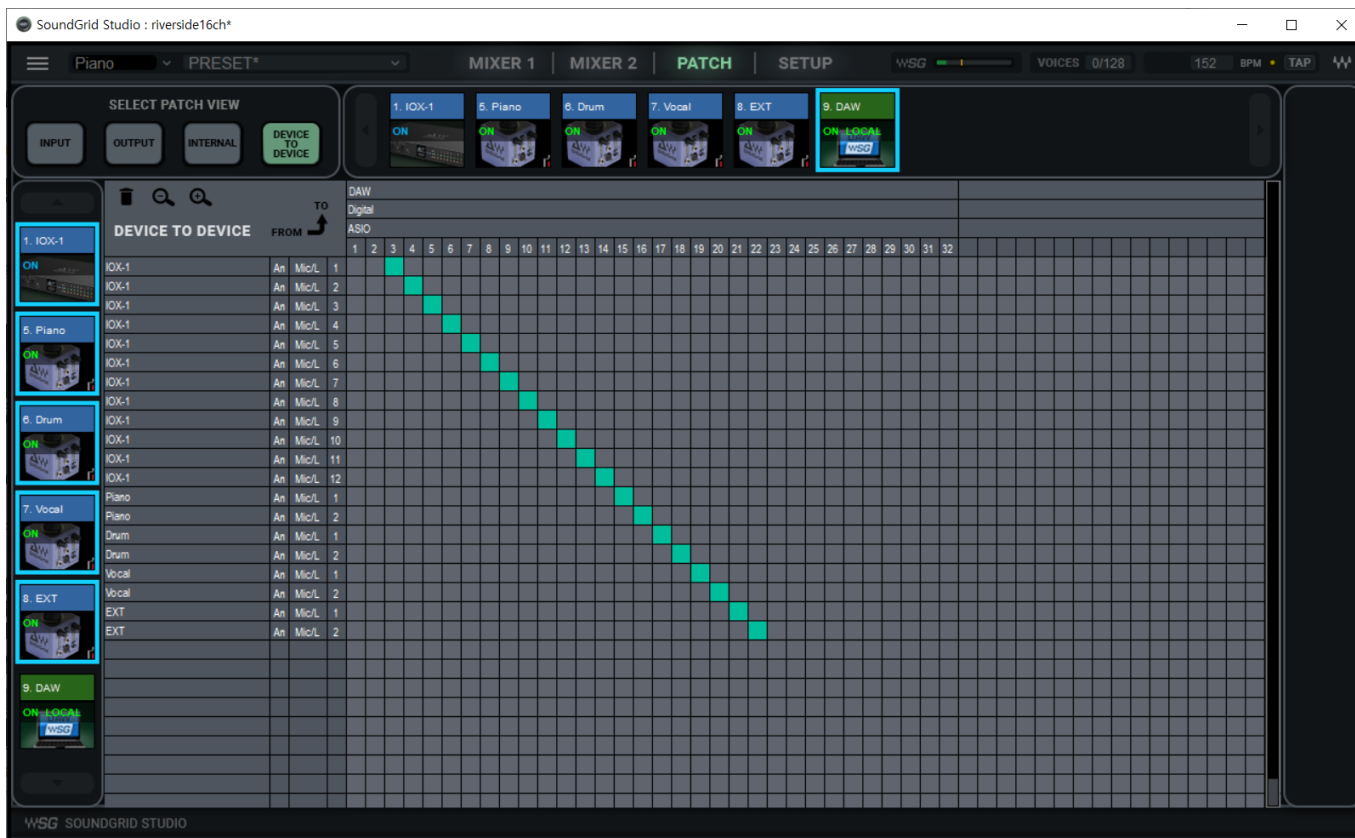 SoundGrid Studio : riverside16ch*
Piano PRESET* MIXER 1 MIXER 2 PATCH SETUP WSG VOICES 0/128 152 BPM TAP
SELECT PATCH VIEW
INPUT OUTPUT INTERNAL DEVICE TO DEVICE
1. IOX-1 5. Piano 6. Drum 7. Vocal 8. EXT 9. DAW
ON ON ON ON ON ON LOCAL
WSG
DAW
TO Digital
DEVICE TO DEVICE FROM ASIO
1 2 3 4 5 6 7 8 9 10 11 12 13 14 15 16 17 18 19 20 21 22 23 24 25 26 27 28 29 30 31 32
1. IOX-1
ON
5. Piano
ON
6. Drum
ON
7. Vocal
ON
8. EXT
ON
9. DAW
ON LOCAL
WSG
IOX-1 An Mic/L 1
IOX-1 An Mic/L 2
IOX-1 An Mic/L 3
IOX-1 An Mic/L 4
IOX-1 An Mic/L 5
IOX-1 An Mic/L 6
IOX-1 An Mic/L 7
IOX-1 An Mic/L 8
IOX-1 An Mic/L 9
IOX-1 An Mic/L 10
IOX-1 An Mic/L 11
IOX-1 An Mic/L 12
Piano An Mic/L 1
Piano An Mic/L 2
Drum An Mic/L 1
Drum An Mic/L 2
Vocal An Mic/L 1
Vocal An Mic/L 2
EXT An Mic/L 1
EXT An Mic/L 2
WSG SOUNDGRID STUDIO